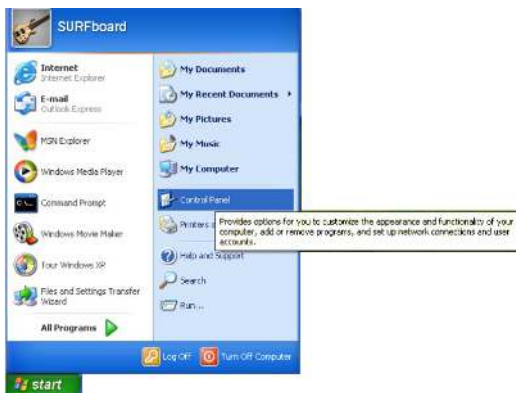 SURFboard
Internet
Internet Explorer
E-mail
Outlook Express
MSN Explorer
Windows Media Player
Command Prompt
Windows Movie Maker
Tour Windows XP
Files and Settings Transfer
Wizard
All Programs
My Documents
My Recent Documents
My Pictures
My Music
My Computer
Control Panel
Printers
Provides options for you to customize the appearance and functionality of your
computer, add or remove programs, and set up network connections and user
accounts.
Help and Support
Search
Run...
Log Off
Turn Off Computer
start